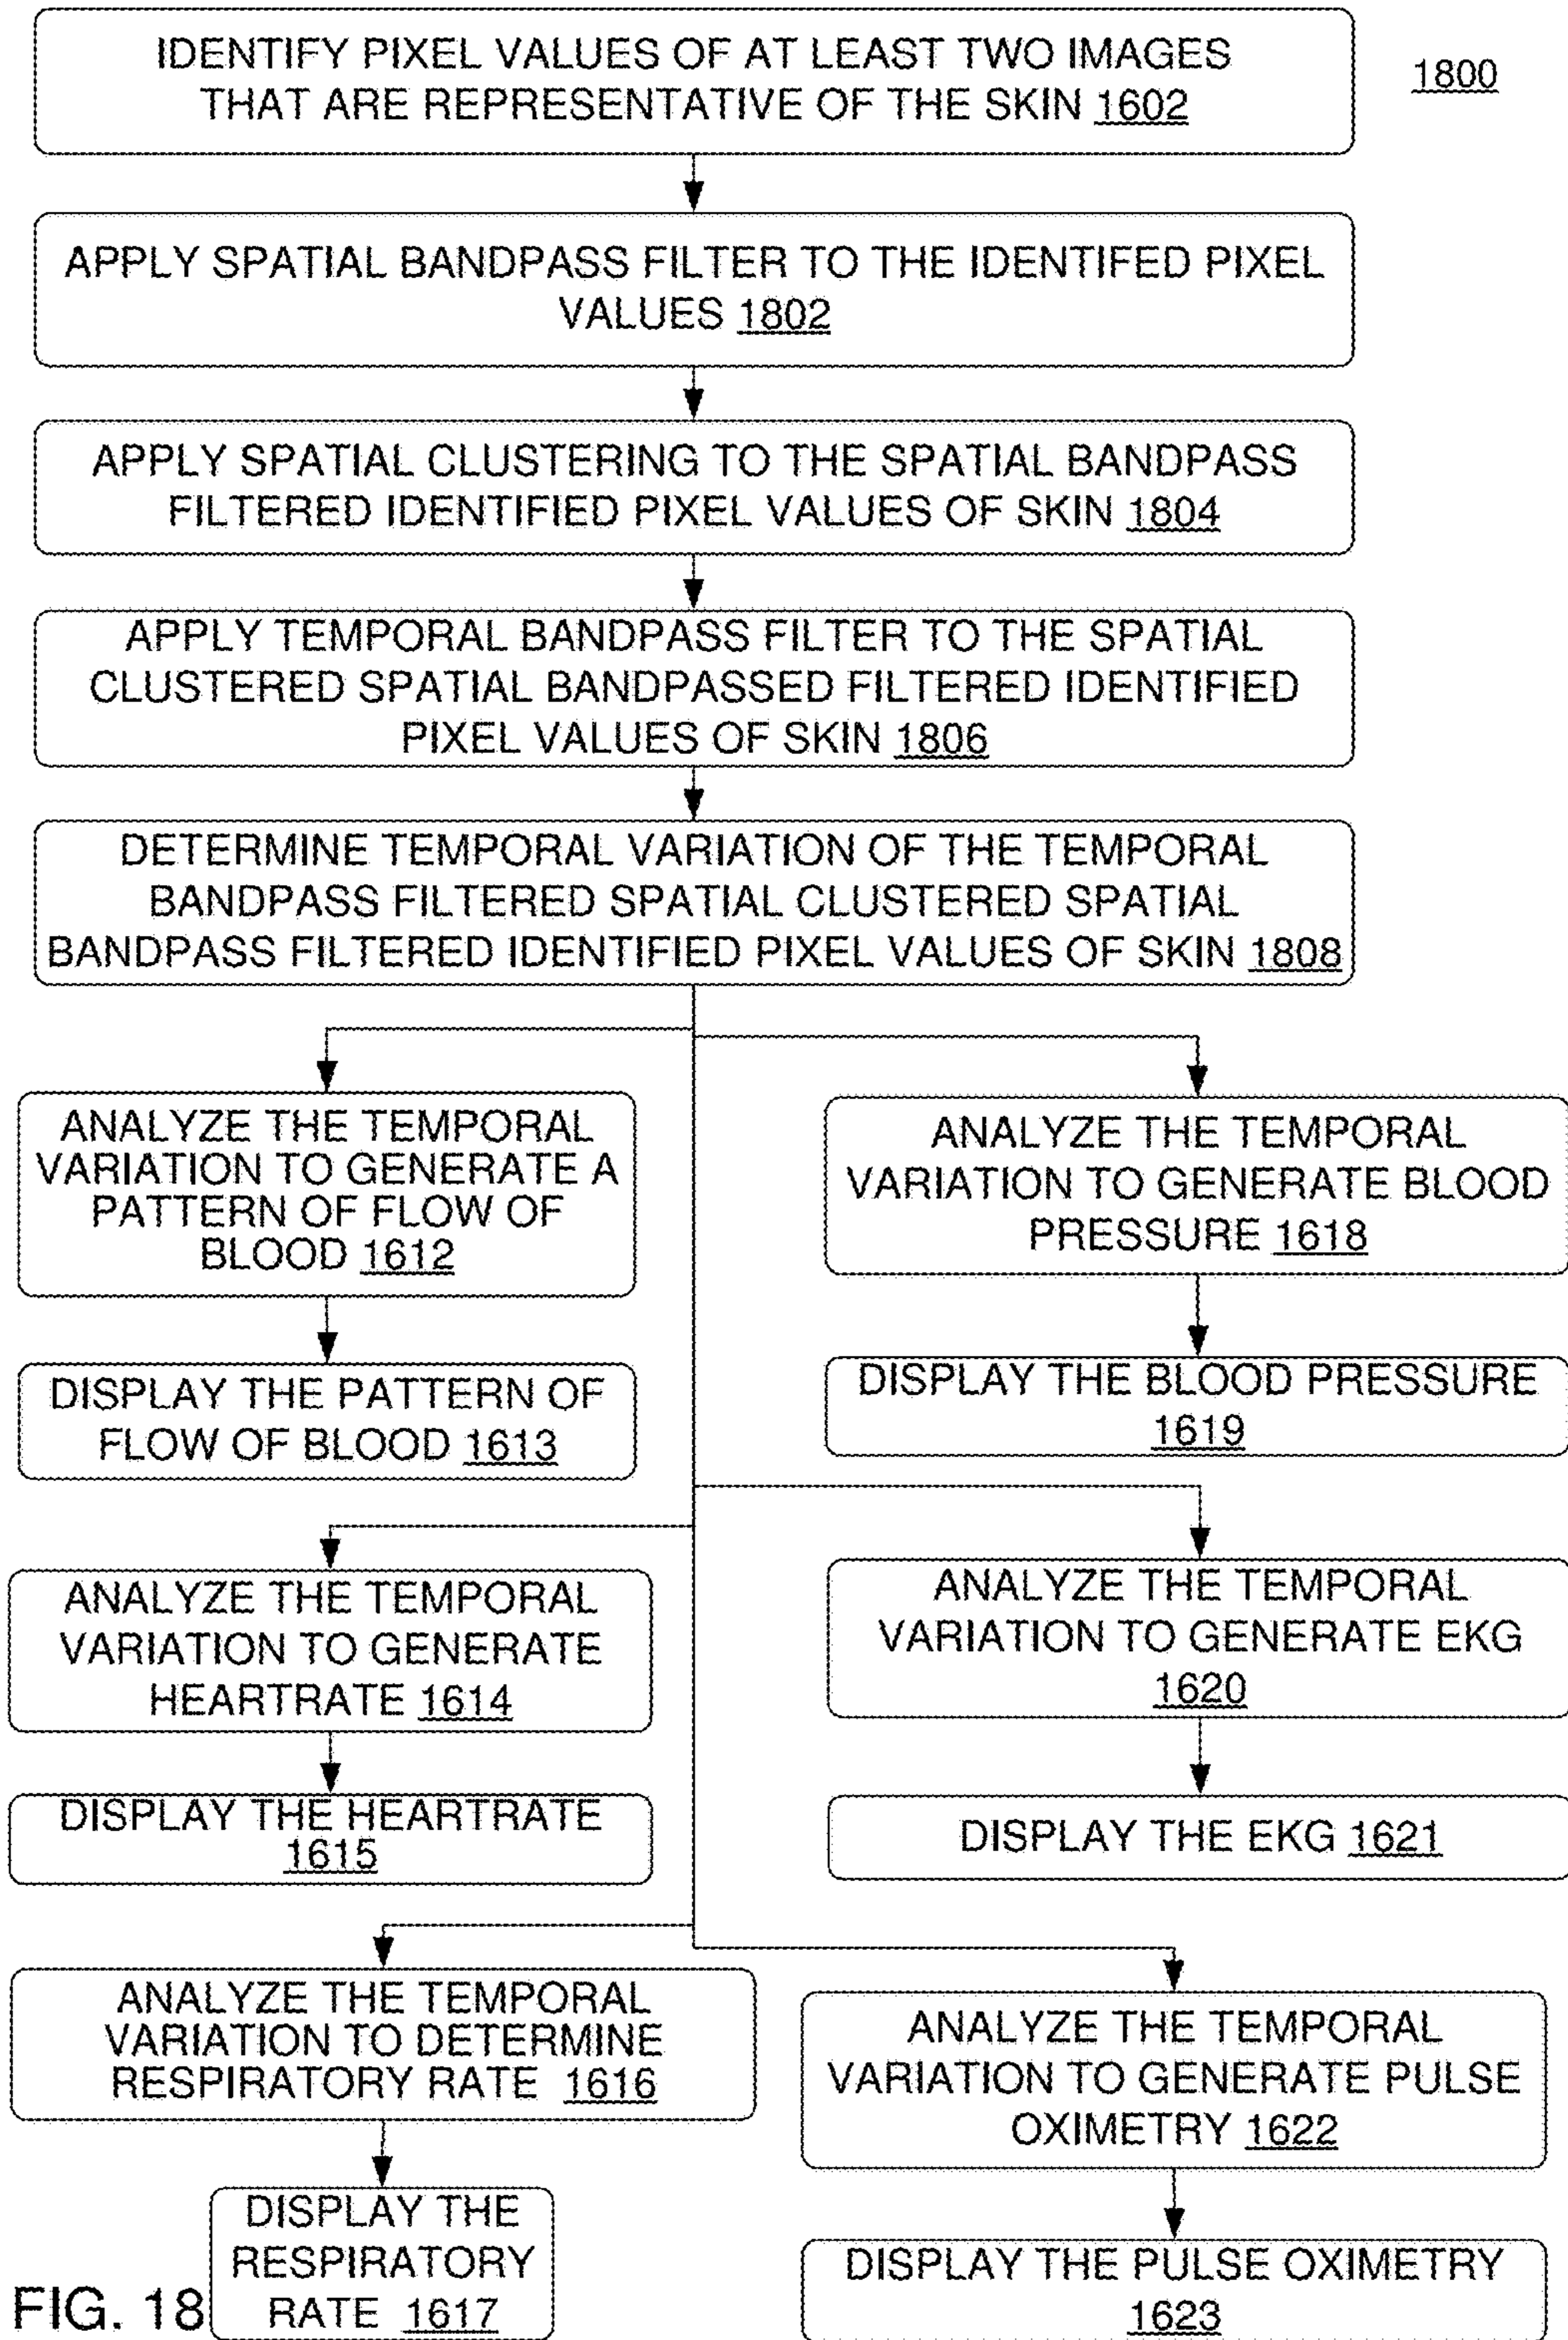 IDENTIFY PIXEL VALUES OF AT LEAST TWO IMAGES
THAT ARE REPRESENTATIVE OF THE SKIN 1602
1800
APPLY SPATIAL BANDPASS FILTER TO THE IDENTIFED PIXEL
VALUES 1802
APPLY SPATIAL CLUSTERING TO THE SPATIAL BANDPASS
FILTERED IDENTIFIED PIXEL VALUES OF SKIN 1804
APPLY TEMPORAL BANDPASS FILTER TO THE SPATIAL
CLUSTERED SPATIAL BANDPASSED FILTERED IDENTIFIED
PIXEL VALUES OF SKIN 1806
DETERMINE TEMPORAL VARIATION OF THE TEMPORAL
BANDPASS FILTERED SPATIAL CLUSTERED SPATIAL
BANDPASS FILTERED IDENTIFIED PIXEL VALUES OF SKIN 1808
ANALYZE THE TEMPORAL
VARIATION TO GENERATE A
PATTERN OF FLOW OF
BLOOD 1612
ANALYZE THE TEMPORAL
VARIATION TO GENERATE BLOOD
PRESSURE 1618
DISPLAY THE PATTERN OF
FLOW OF BLOOD 1613
DISPLAY THE BLOOD PRESSURE
1619
ANALYZE THE TEMPORAL
VARIATION TO GENERATE
HEARTRATE 1614
ANALYZE THE TEMPORAL
VARIATION TO GENERATE EKG
1620
DISPLAY THE HEARTRATE
1615
DISPLAY THE EKG 1621
ANALYZE THE TEMPORAL
VARIATION TO DETERMINE
RESPIRATORY RATE 1616
ANALYZE THE TEMPORAL
VARIATION TO GENERATE PULSE
OXIMETRY 1622
DISPLAY THE
RESPIRATORY
RATE 1617
DISPLAY THE PULSE OXIMETRY
1623
FIG. 18